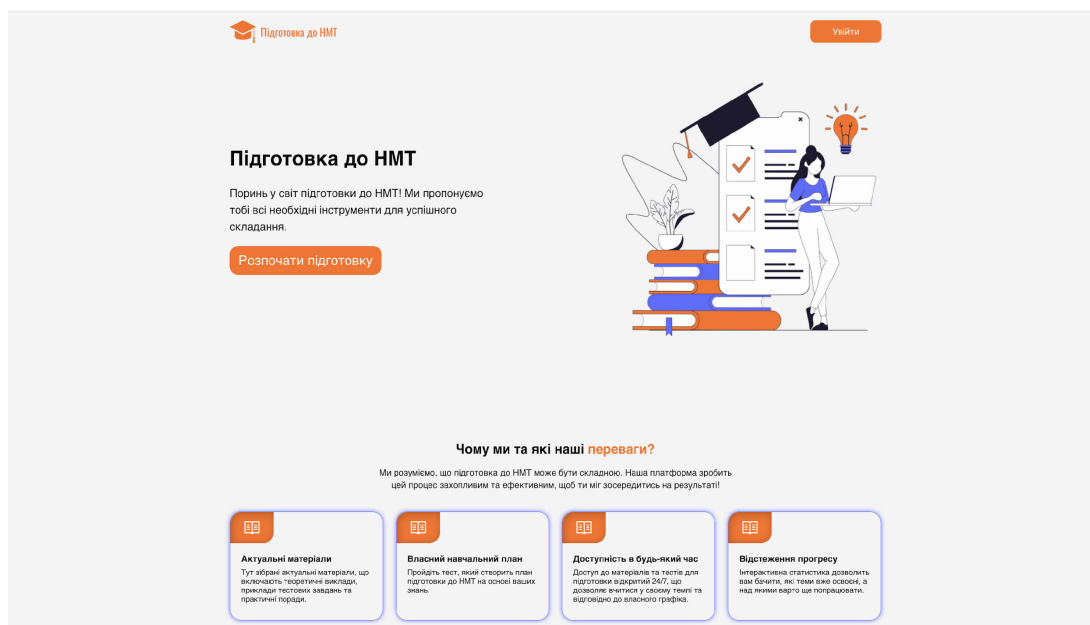 Підготовка до НМТ
Увійти
Підготовка до НМТ
Поринь у світ підготовки до НМТ! Ми пропонуємо
тобі всі необхідні інструменти для успішного
складання.
Розпочати підготовку
Чому ми та які наші переваги?
Ми розуміємо, що підготовка до НМТ може бути складною. Наша платформа зробить
цей процес захопливим та ефективним, щоб ти міг зосередитись на результаті!
Актуальні матеріали
Тут зібрані актуальні матеріали, що
включають теоретичні виклади,
приклади тестових завдань та
практичні поради.
Власний навчальний план
Пройдіть тест, який створить план
підготовки до НМТ на основі ваших
знань.
Доступність в будь-який час
Доступ до матеріалів та тестів для
підготовки відкритий 24/7, що
дозволяє вчитися у своєму темпі та
відповідно до власного графіка.
Відстеження прогресу
Інтерактивна статистика дозволить
вам бачити, які теми вже освоєні, а
над якими варто ще попрацювати.